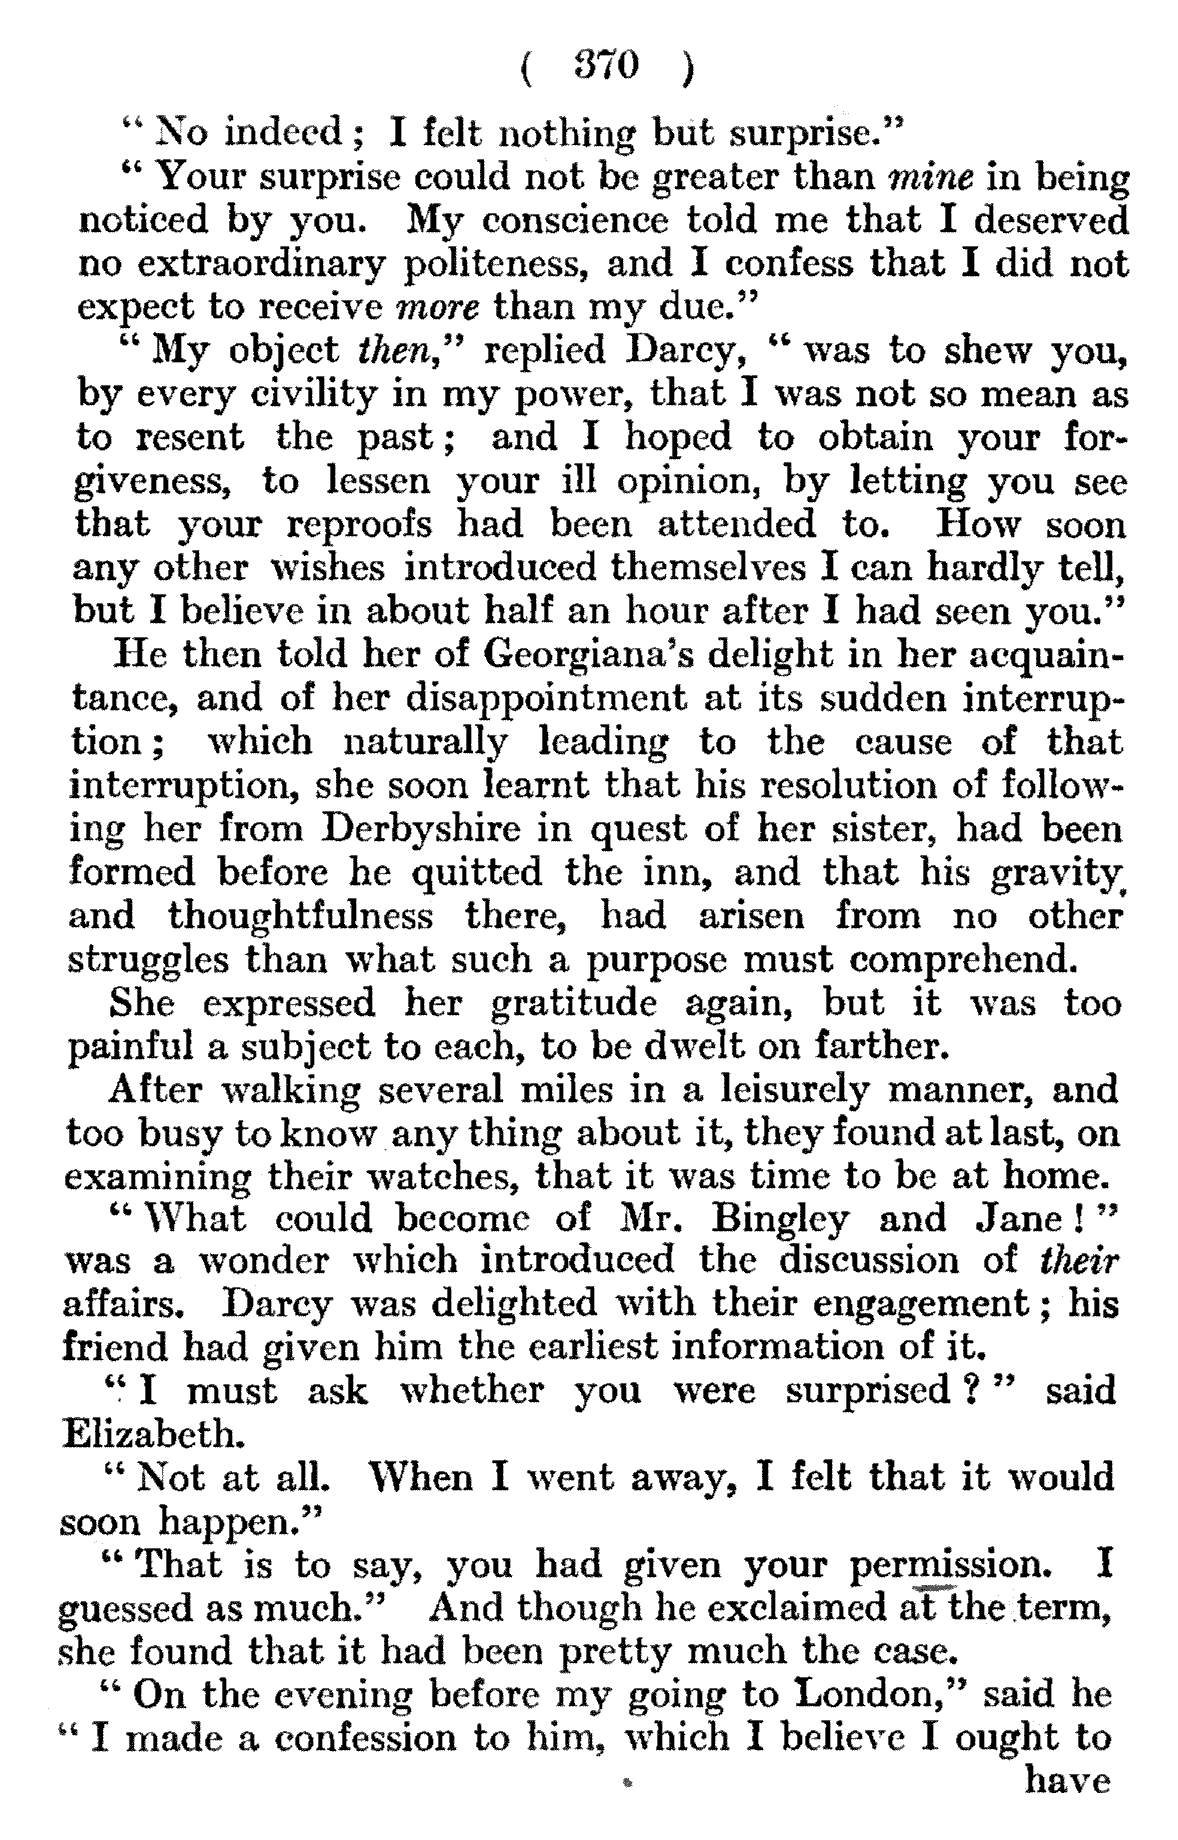 ( 370 )
“ No indeed ; I felt nothing but surprise.”
“ Your surprise could not be greater than mine in being
noticed by you. My conscience told me that I deserved
no extraordinary politeness, and I confess that I did not
expect to receive more than my due.”
“ My object then,” replied Darcy, “ was to shew you,
by every civility in my power, that I was not so mean as
to resent the past ; and I hoped to obtain your for-
giveness, to lessen your ill opinion, by letting you see
that your reproofs had been attended to. How soon
any other wishes introduced themselves I can hardly tell,
but I believe in about half an hour after I had seen you.”
He then told her of Georgiana’s delight in her acquain-
tance, and of her disappointment at its sudden interrup-
tion ; which naturally leading to the cause of that
interruption, she soon learnt that his resolution of follow-
ing her from Derbyshire in quest of her sister, had been
formed before he quitted the inn, and that his gravity
and thoughtfulness there, had arisen from no other
struggles than what such a purpose must comprehend.
She expressed her gratitude again, but it was too
painful a subject to each, to be dwelt on farther.
After walking several miles in a leisurely manner, and
too busy to know any thing about it, they found at last, on
examining their watches, that it was time to be at home.
“ What could become of Mr. Bingley and Jane ! ”
was a wonder which introduced the discussion of their
affairs. Darcy was delighted with their engagement ; his
friend had given him the earliest information of it.
“ I must ask whether you were surprised ? ” said
Elizabeth.
“ Not at all. When I went away, I felt that it would
soon happen.”
“ That is to say, you had given your permission. I
guessed as much.” And though he exclaimed at the term,
she found that it had been pretty much the case.
“ On the evening before my going to London,” said he
“ I made a confession to him, which I believe I ought to
have